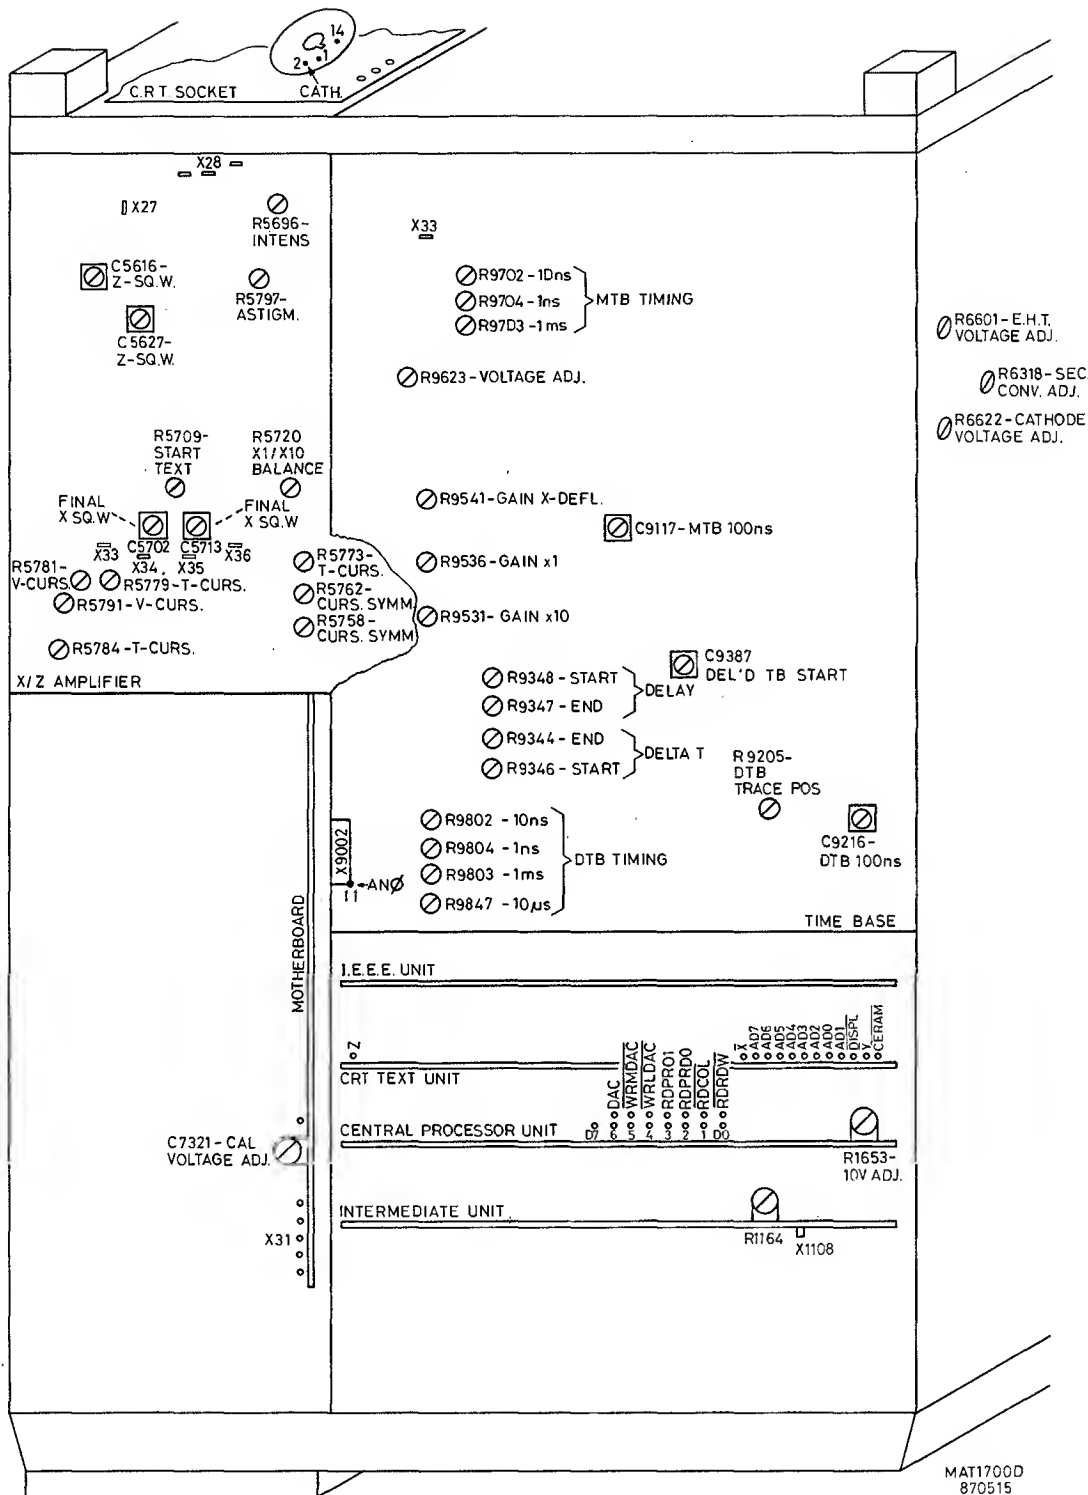 14
2 1
C.R.T. SOCKET
CATH.
X28
X27
R5696-
INTENS
X33
C5616-
Z-SQ.W.
R5797-
ASTIGM.
C5627-
Z-SQ.W.
R9702-10ns
R9704-1ns
R97D3-1ms
MTB TIMING
R6601-E.H.T.
VOLTAGE ADJ.
R6318-SEC
CONV. ADJ.
R6622-CATHODE
VOLTAGE ADJ.
R9623-VOLTAGE ADJ.
R5709-
START
TEXT
R5720
X1/X10
BALANCE
FINAL
X SQ.W
FINAL
X SQ.W
C5702
C5713
X33
X34,
X35
X36
R9541-GAIN X-DEFL.
C9117-MTB 100ns
R5781-
V-CURS.
R5779-T-CURS.
R5791-V-CURS.
R5784-T-CURS.
R5773-
T-CURS.
R5762-
CURS. SYMM.
R5758-
CURS. SYMM
R9536-GAIN x1
R9531-GAIN x10
X/Z AMPLIFIER
C9387
DEL'D TB START
R9348-START
R9347-END
DELAY
R9344-END
R9346-START
DELTA T
R9205-
DTB
TRACE POS
C9216-
DTB 100ns
R9802 -10ns
R9804 -1ns
R9803 -1ms
R9847 -10µs
DTB TIMING
X9002
11
ANØ
TIME BASE
MOTHERBOARD
I.E.E.E. UNIT
Z
CRT TEXT UNIT
X
AD7
AD6
AD5
AD4
AD3
AD2
AD0
AD1
DISPL
Y
CERAM
DAC
WRMDAC
WRLDAC
RDPRO1
RDPRD0
RDCOL
RDRDW
D7 6 5 4 3 2 1 D0
CENTRAL PROCESSOR UNIT
R1653-
10V ADJ.
C7321-CAL
VOLTAGE ADJ.
INTERMEDIATE UNIT
R1164
X1108
X31
MAT1700D
870515